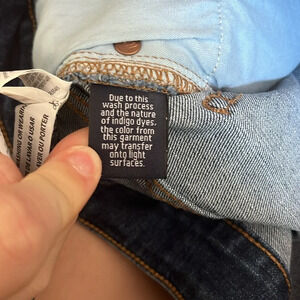 Due to this
wash process
and the nature
of indigo dyes,
the color from
this garment
may transfer
onto light
surfaces.